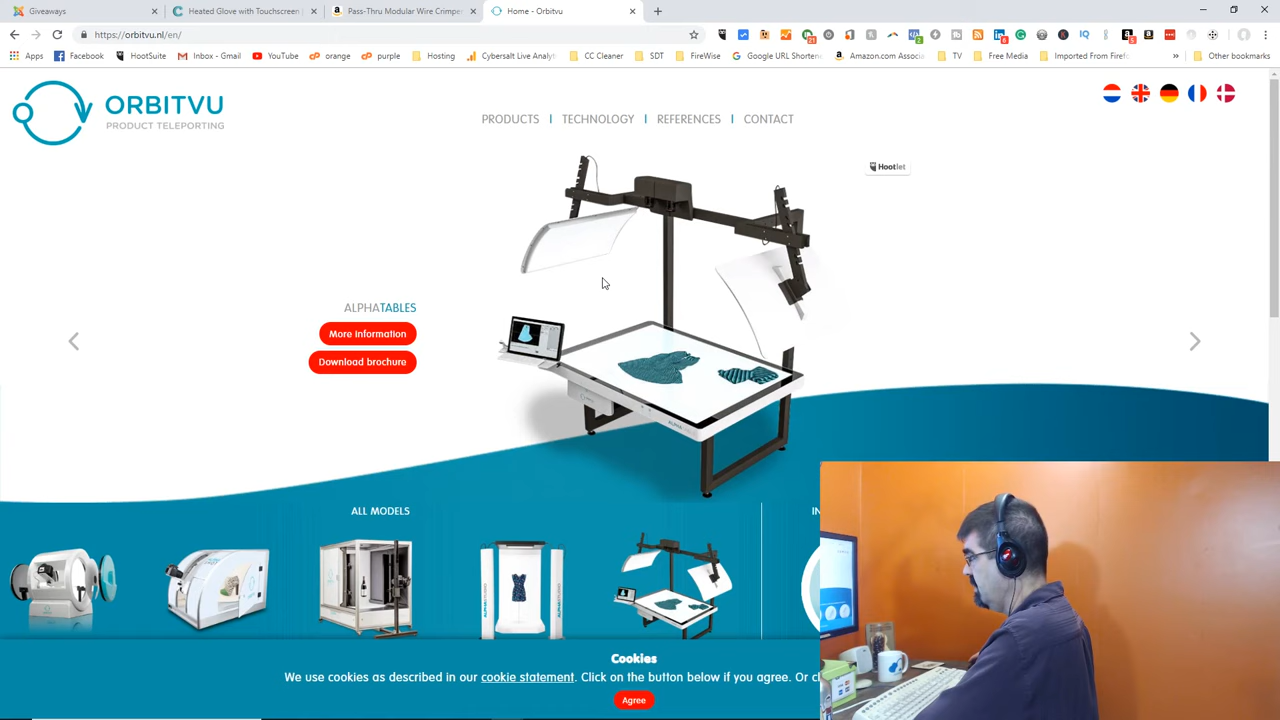 Giveaways
Heated Glove with Touchscreen
Pass-Thru Modular Wire Crimpe
Home - Orbitvu
https://orbitvu.nl/en/
Apps
Facebook
HootSuite
Inbox - Gmail
YouTube
orange
purple
Hosting
Cybersalt Live Analyt
CC Cleaner
SDT
FireWise
Google URL Shorten
Amazon.com Associa
TV
Free Media
Imported From Firefo
»
Other bookmarks
ORBITVU
PRODUCT TELEPORTING
PRODUCTS | TECHNOLOGY | REFERENCES | CONTACT
Hootlet
ALPHATABLES
More information
Download brochure
ALL MODELS
IN
Cookies
We use cookies as described in our cookie statement. Click on the button below if you agree. Or cl
Agree